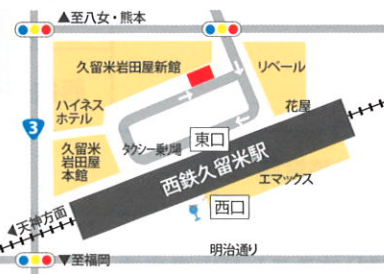 ▲至八女・熊本
久留米岩田屋新館
リベール
ハイネス
ホテル
花屋
3
久留米
岩田屋
本館
タクシー乗り場
東口
西鉄久留米駅
エマックス
西口
◀天神方面
明治通り
▼至福岡